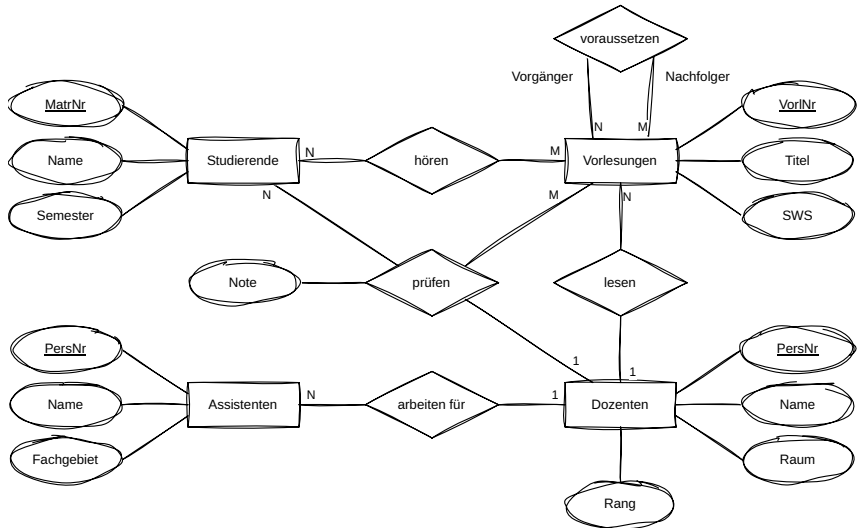 voraussetzen
Vorgänger
Nachfolger
MatrNr
VorlNr
N
M
Name
Studierende
N
hören
M
Vorlesungen
Titel
Semester
N
M
N
SWS
Note
prüfen
lesen
PersNr
1
1
PersNr
Name
Assistenten
N
arbeiten für
1
Dozenten
Name
Fachgebiet
Raum
Rang